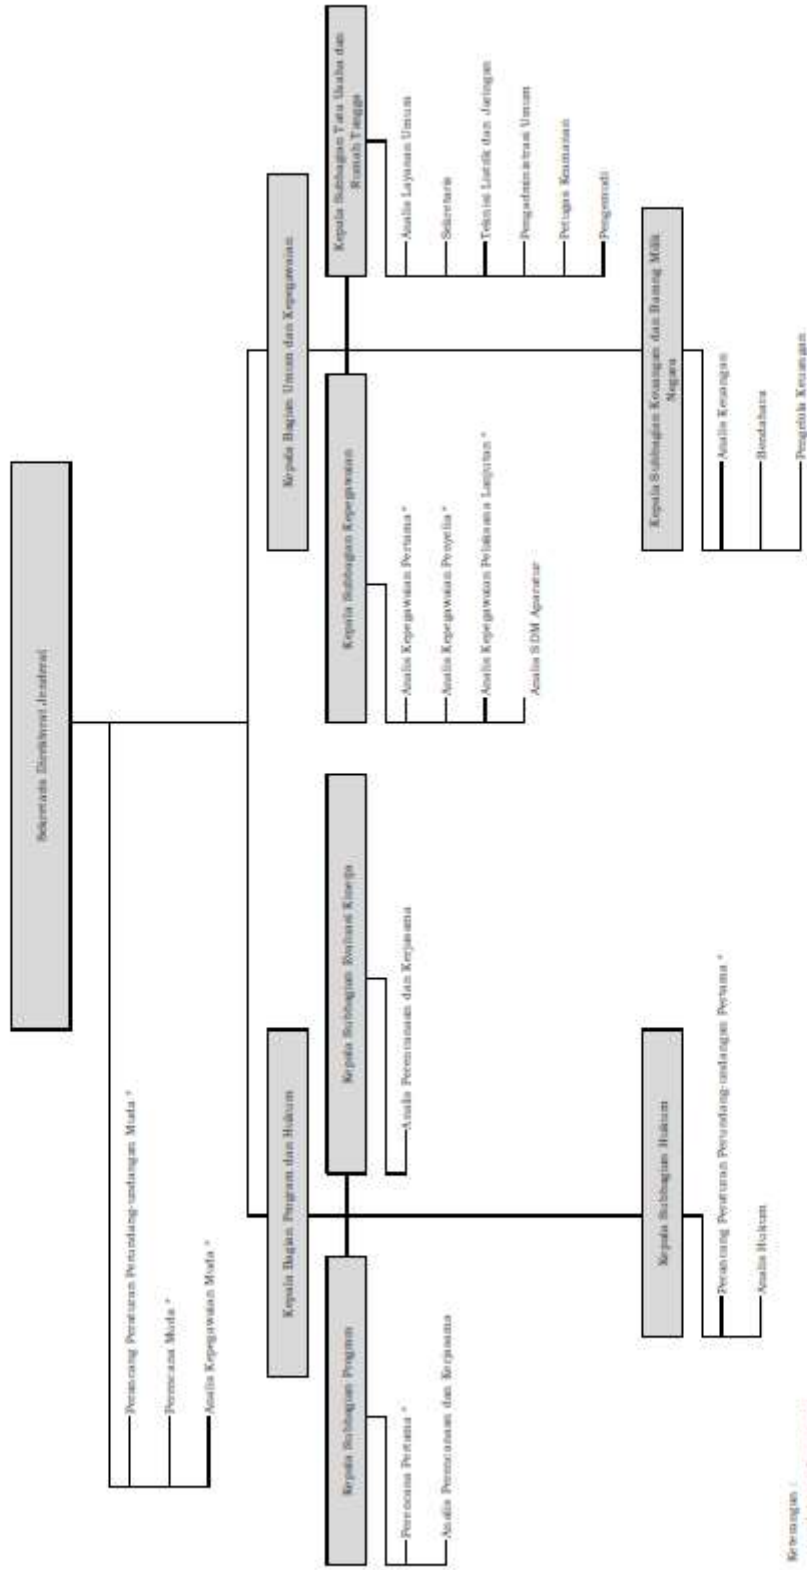 Sekretaris Direktorat Jenderal
Perancang Peraturan Perundang-undangan Muda *
Perencana Muda *
Analis Kepegawaian Muda *
Kepala Bagian Program dan Hukum
Kepala Bagian Umum dan Kepegawaian
Kepala Subbagian Program
Kepala Subbagian Evaluasi Kinerja
Kepala Subbagian Kepegawaian
Kepala Subbagian Tata Usaha dan
Rumah Tangga
Perencana Pertama *
Analis Perencanaan dan Kerjasama
Analis Perencanaan dan Kerjasama
Analis Kepegawaian Pertama *
Analis Kepegawaian Penyelia *
Analis Kepegawaian Pelaksana Lanjutan *
Analis SDM Aparatur
Analis Layanan Umum
Sekretaris
Teknisi Listrik dan Jaringan
Pengadministrasi Umum
Petugas Keamanan
Pengemudi
Kepala Subbagian Hukum
Kepala Subbagian Keuangan dan Barang Milik
Negara
Perancang Peraturan Perundang-undangan Pertama *
Analis Hukum
Analis Keuangan
Bendahara
Pengelola Keuangan
Keterangan :